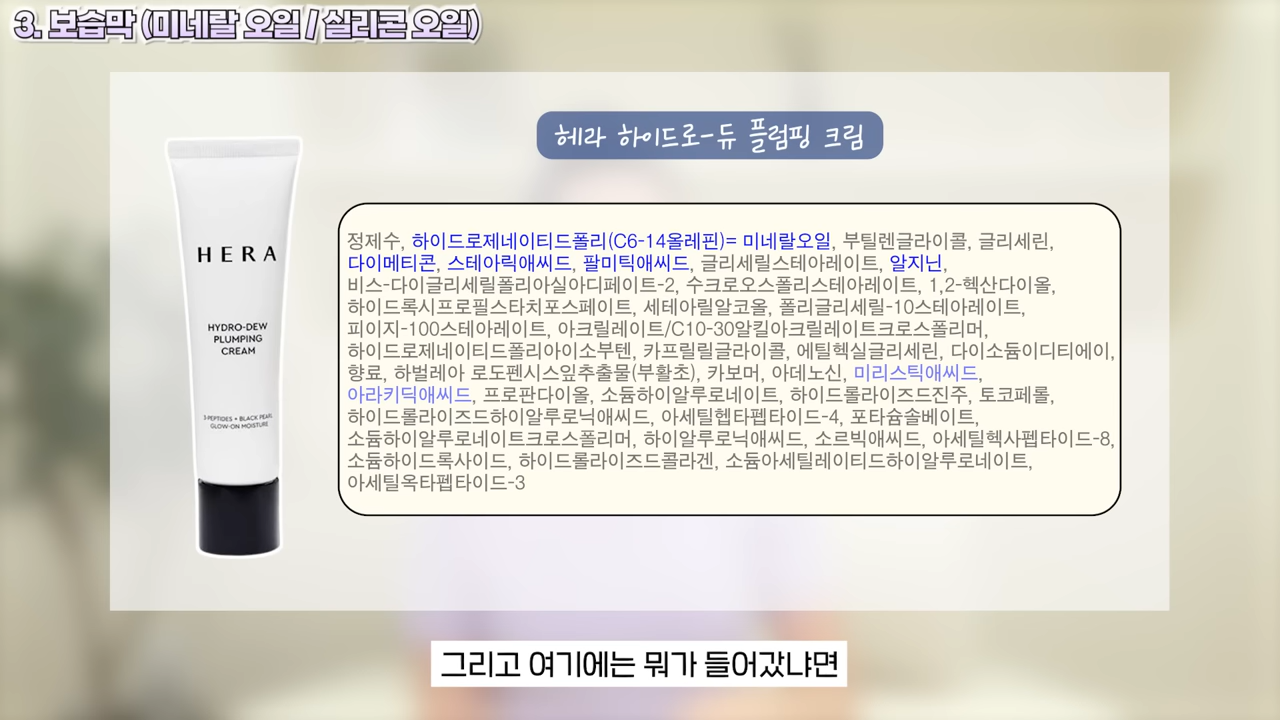 3. 보습막 (미네랄 오일 / 실리콘 오일)
헤라 하이드로-듀 플럼핑 크림
HERA
HYDRO-DEW
PLUMPING
CREAM
3-PEPTIDES + BLACK PEARL
GLOW-ON MOISTURE
정제수, 하이드로제네이티드폴리(C6-14올레핀)= 미네랄오일, 부틸렌글라이콜, 글리세린,
다이메티콘, 스테아릭애씨드, 팔미틱애씨드, 글리세릴스테아레이트, 알지닌,
비스-다이글리세릴폴리아실아디페이트-2, 수크로오스폴리스테아레이트, 1,2-헥산다이올,
하이드록시프로필스타치포스페이트, 세테아릴알코올, 폴리글리세릴-10스테아레이트,
피이지-100스테아레이트, 아크릴레이트/C10-30알킬아크릴레이트크로스폴리머,
하이드로제네이티드폴리아이소부텐, 카프릴릴글라이콜, 에틸헥실글리세린, 다이소듐이디티에이,
향료, 하벌레아 로도펜시스잎추출물(부활초), 카보머, 아데노신, 미리스틱애씨드,
아라키딕애씨드, 프로판다이올, 소듐하이알루로네이트, 하이드롤라이즈드진주, 토코페롤,
하이드롤라이즈드하이알루로닉애씨드, 아세틸헵타펩타이드-4, 포타슘솔베이트,
소듐하이알루로네이트크로스폴리머, 하이알루로닉애씨드, 소르빅애씨드, 아세틸헥사펩타이드-8,
소듐하이드록사이드, 하이드롤라이즈드콜라겐, 소듐아세틸레이티드하이알루로네이트,
아세틸옥타펩타이드-3
그리고 여기에는 뭐가 들어갔냐면